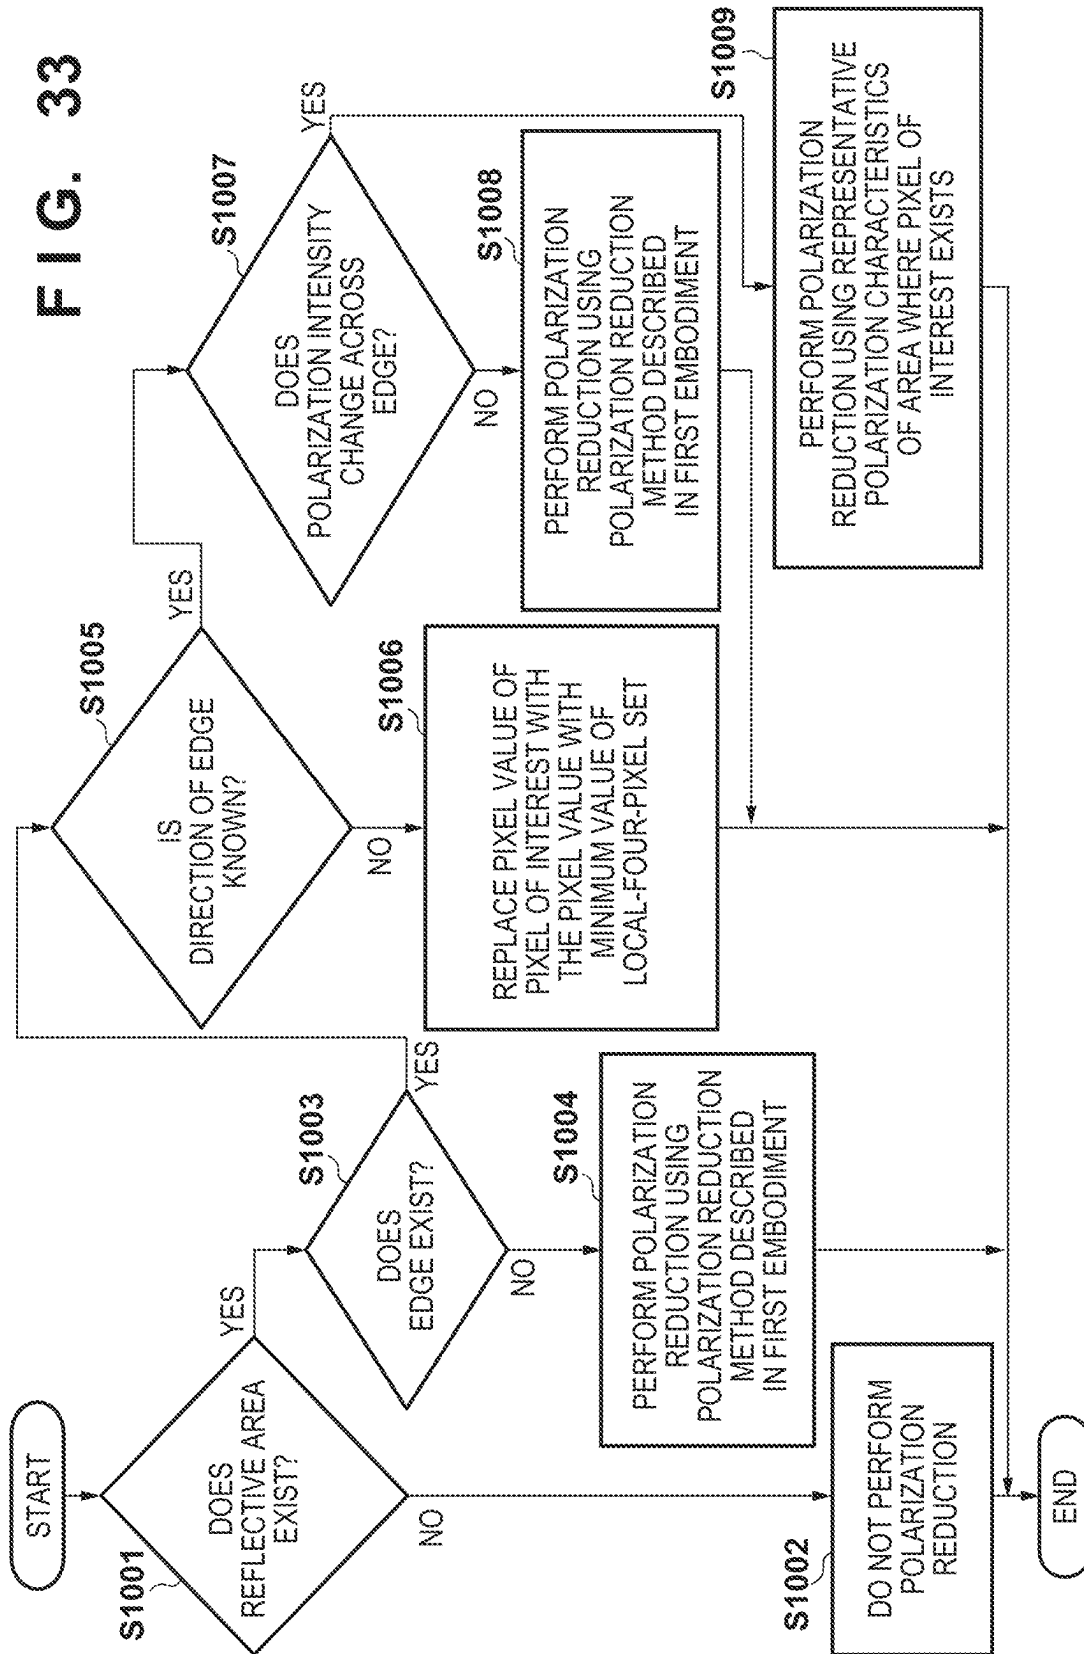 FIG. 33
START
DOES
REFLECTIVE AREA
EXIST?
S1001
YES
NO
DO NOT PERFORM
POLARIZATION
REDUCTION
S1002
DOES
EDGE EXIST?
S1003
YES
NO
PERFORM POLARIZATION
REDUCTION USING
POLARIZATION REDUCTION
METHOD DESCRIBED
IN FIRST EMBODIMENT
S1004
IS
DIRECTION OF EDGE
KNOWN?
S1005
YES
NO
REPLACE PIXEL VALUE OF
PIXEL OF INTEREST WITH
THE PIXEL VALUE WITH
MINIMUM VALUE OF
LOCAL-FOUR-PIXEL SET
S1006
DOES
POLARIZATION INTENSITY
CHANGE ACROSS
EDGE?
S1007
YES
NO
PERFORM POLARIZATION
REDUCTION USING
POLARIZATION REDUCTION
METHOD DESCRIBED
IN FIRST EMBODIMENT
S1008
PERFORM POLARIZATION
REDUCTION USING REPRESENTATIVE
POLARIZATION CHARACTERISTICS
OF AREA WHERE PIXEL OF
INTEREST EXISTS
S1009
END